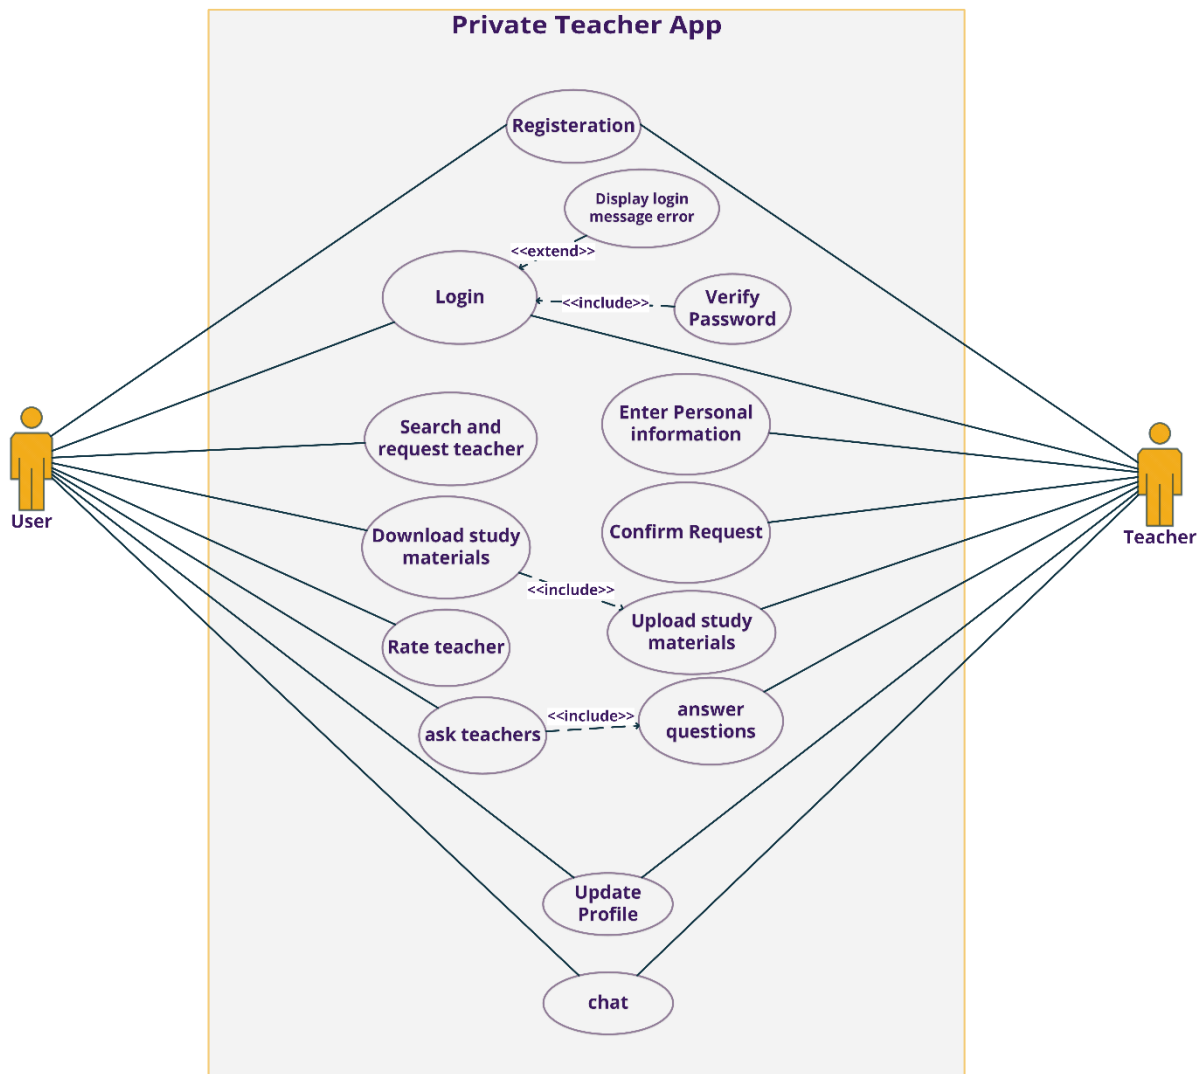 Private Teacher App
Registeration
Display login
message error
<<extend>>
Login
<<include>>
Verify
Password
Search and
request teacher
Enter Personal
information
User
Teacher
Download study
materials
Confirm Request
<<include>>
Upload study
materials
Rate teacher
ask teachers
<<include>>
answer
questions
Update
Profile
chat